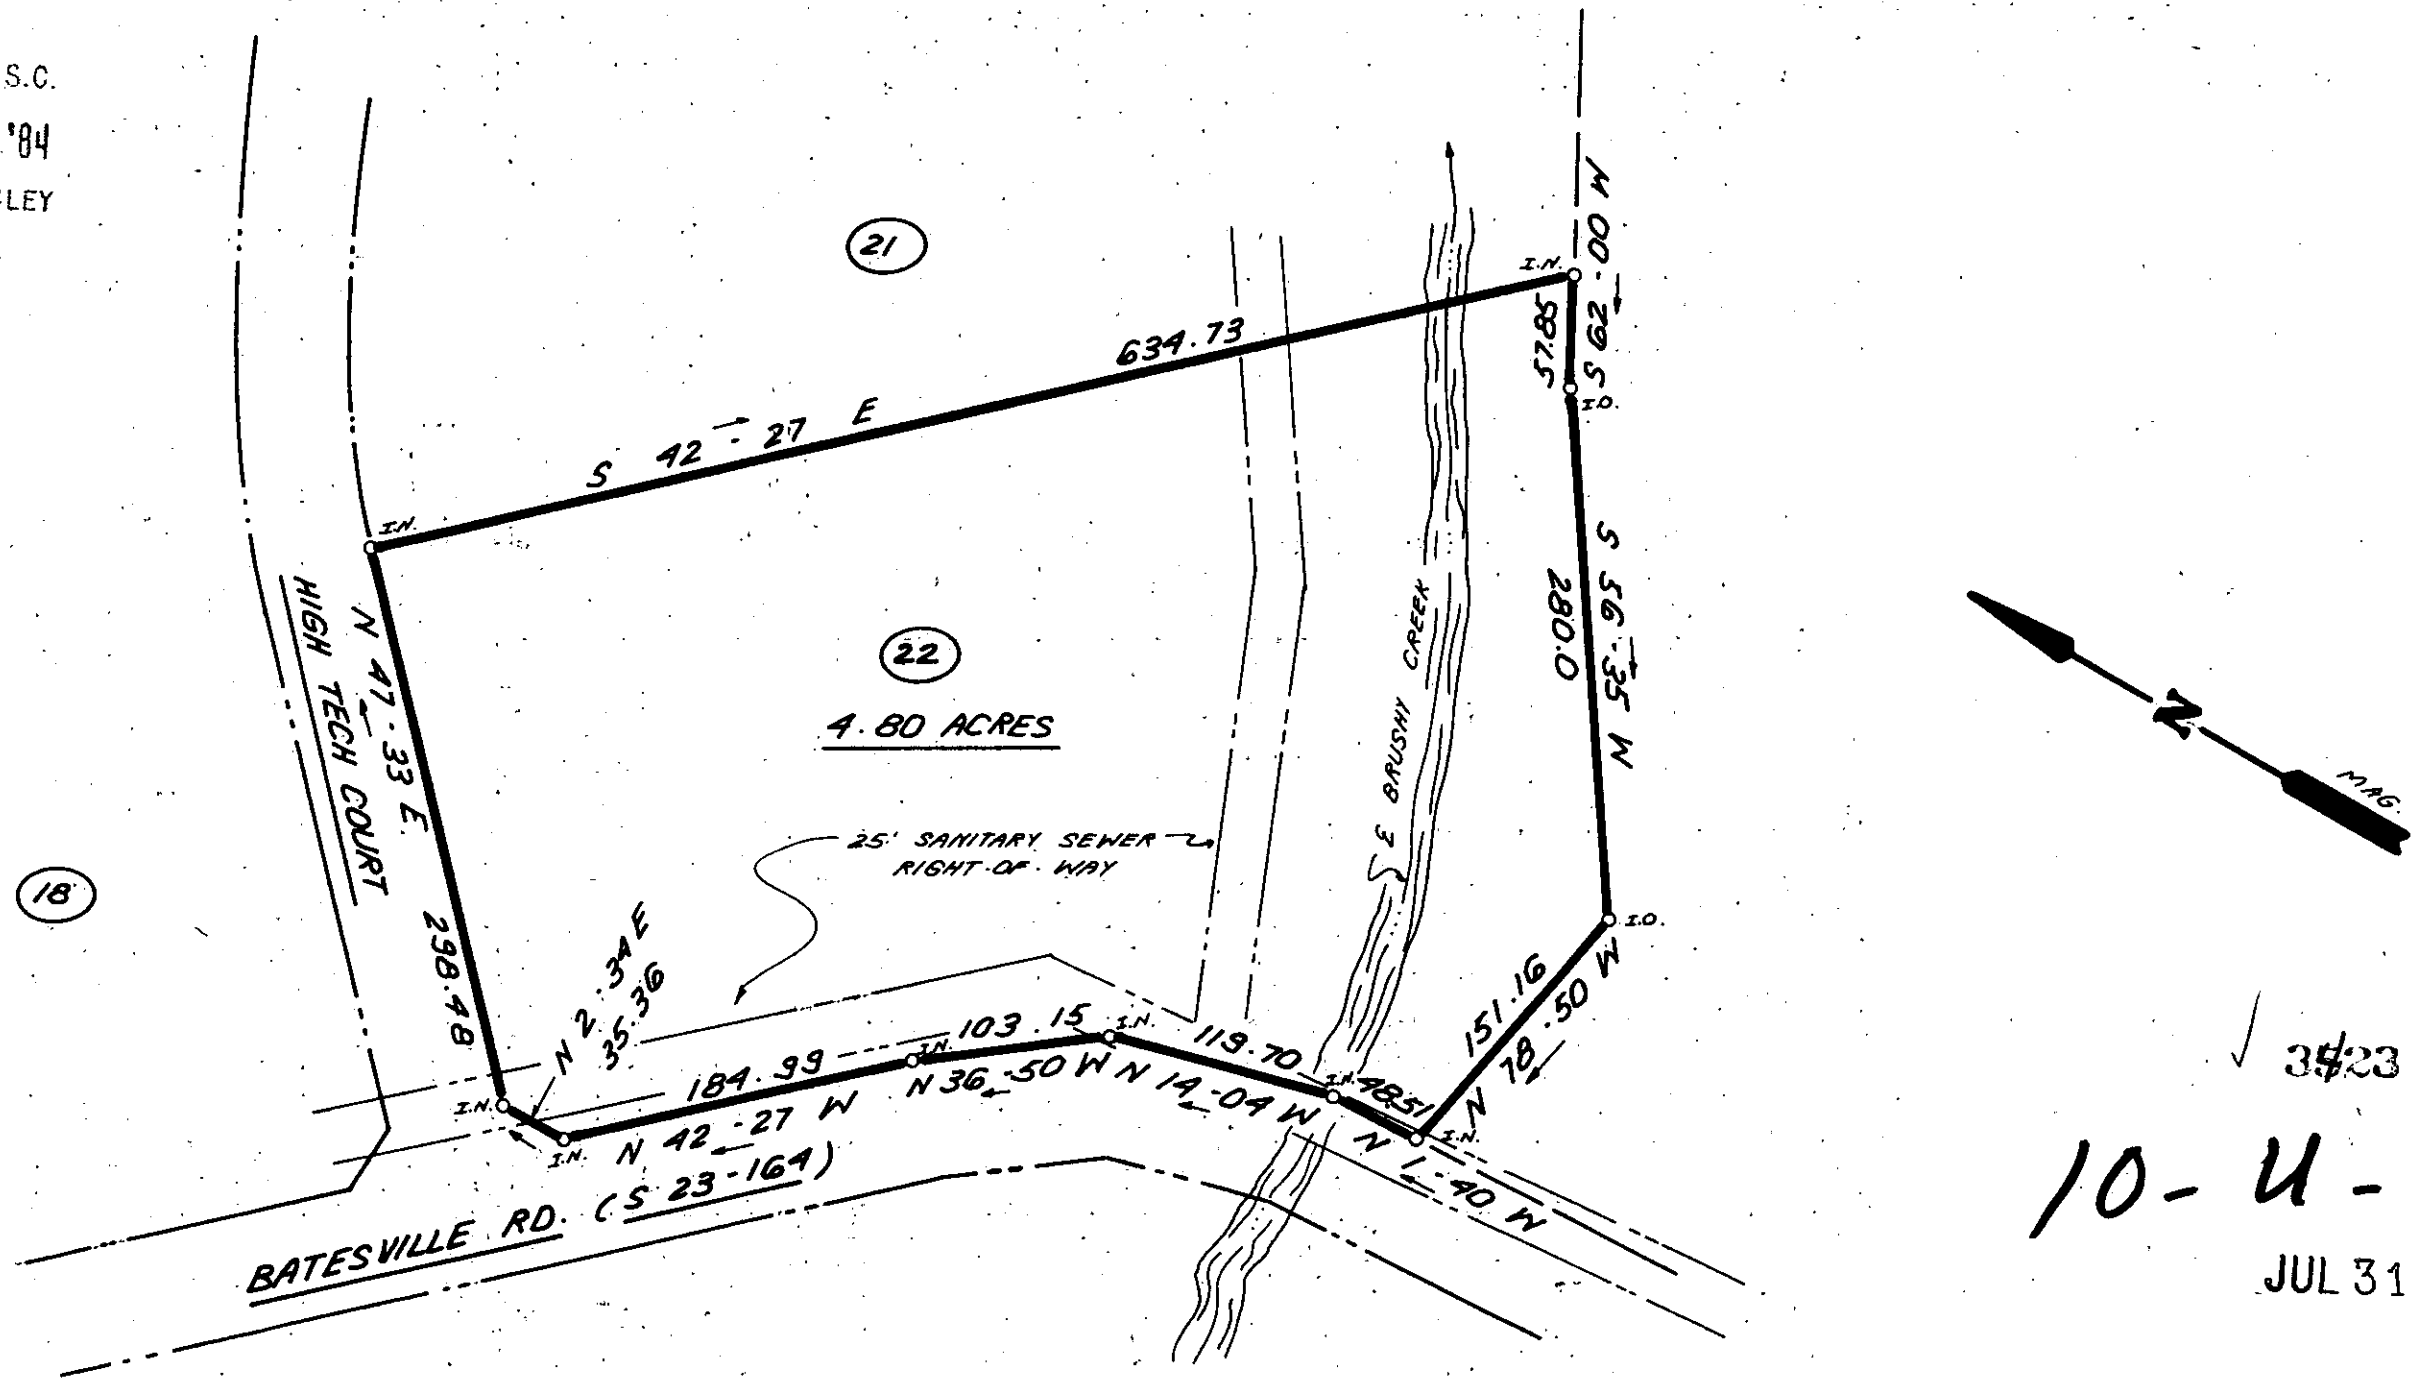 S.C.
'84
LEY
21
I.N.
S 62 - 00 W
57.85
634.73
I.O.
S 42 - 27 E
I.N.
HIGH TECH COURT
N 47 - 33 E
298.48
22
4.80 ACRES
S 56 - 35 W
280.0
BRUSHY CREEK
25' SANITARY SEWER
RIGHT-OF-WAY
N
MAG
18
N 2 - 34 E
35.36
I.O.
151.16
N 78 - 50 W
I.N.
I.N.
184.99
N 42 - 27 W
I.N.
103.15
N 36 - 50 W
I.N.
119.70
N 14 - 04 W
I.N.
48.51
N 1 - 40 W
I.N.
BATESVILLE RD. (S 23-164)
10 - U -
JUL 31